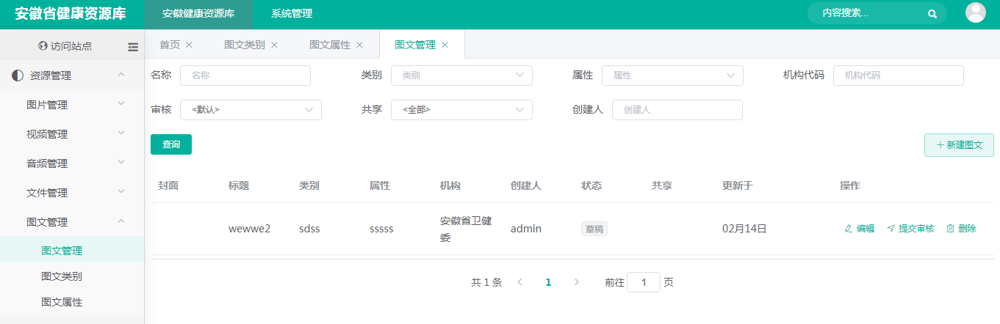 安徽省健康资源库 安徽健康资源库 系统管理 内容搜索...
访问站点 首页 图文类别 图文属性 图文管理
资源管理
图片管理
视频管理
音频管理
文件管理
图文管理
图文管理
图文类别
图文属性
名称 名称 类别 类别 属性 属性 机构代码 机构代码
审核 <默认> 共享 <全部> 创建人 创建人
查询 新建图文
封面 标题 类别 属性 机构 创建人 状态 共享 更新于 操作
wewwe2 sdss sssss 安徽省卫健委 admin 草稿 02月14日 编辑 提交审核 删除
共 1 条 1 前往 1 页